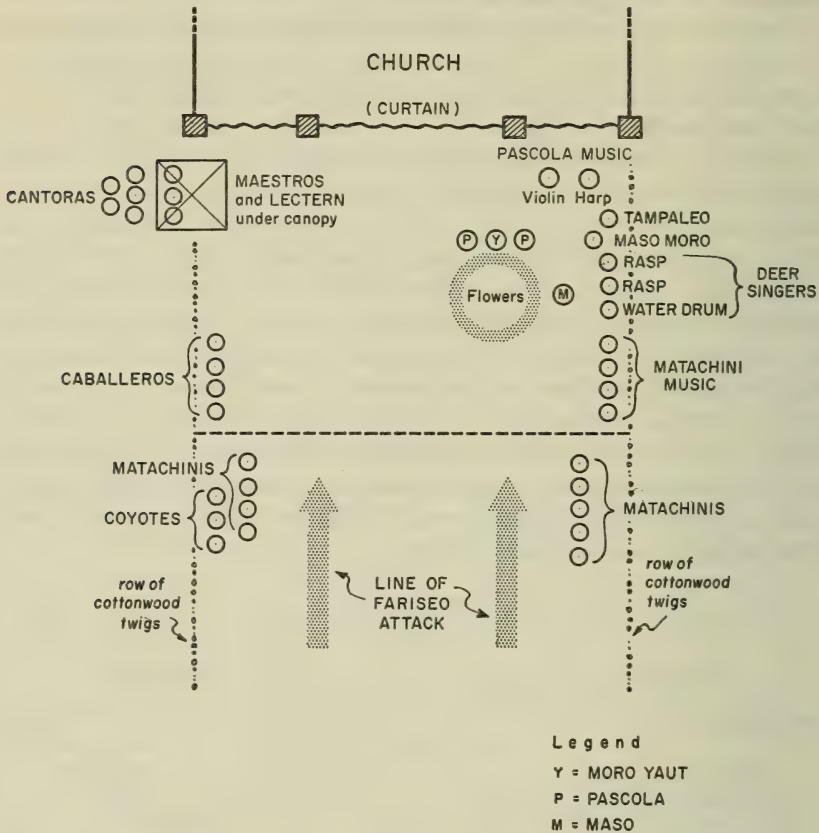 CHURCH
(CURTAIN)
PASCOLA MUSIC
Violin Harp
CANTORAS
MAESTROS
and LECTERN
under canopy
TAMPALEO
MASO MORO
RASP
RASP
WATER DRUM
DEER
SINGERS
P Y P
M
Flowers
CABALLEROS
MATACHINI
MUSIC
MATACHINIS
COYOTES
MATACHINIS
LINE OF
FARISEO
ATTACK
row of
cottonwood
twigs
row of
cottonwood
twigs
Legend
Y = MORO YAUT
P = PASCOLA
M = MASO